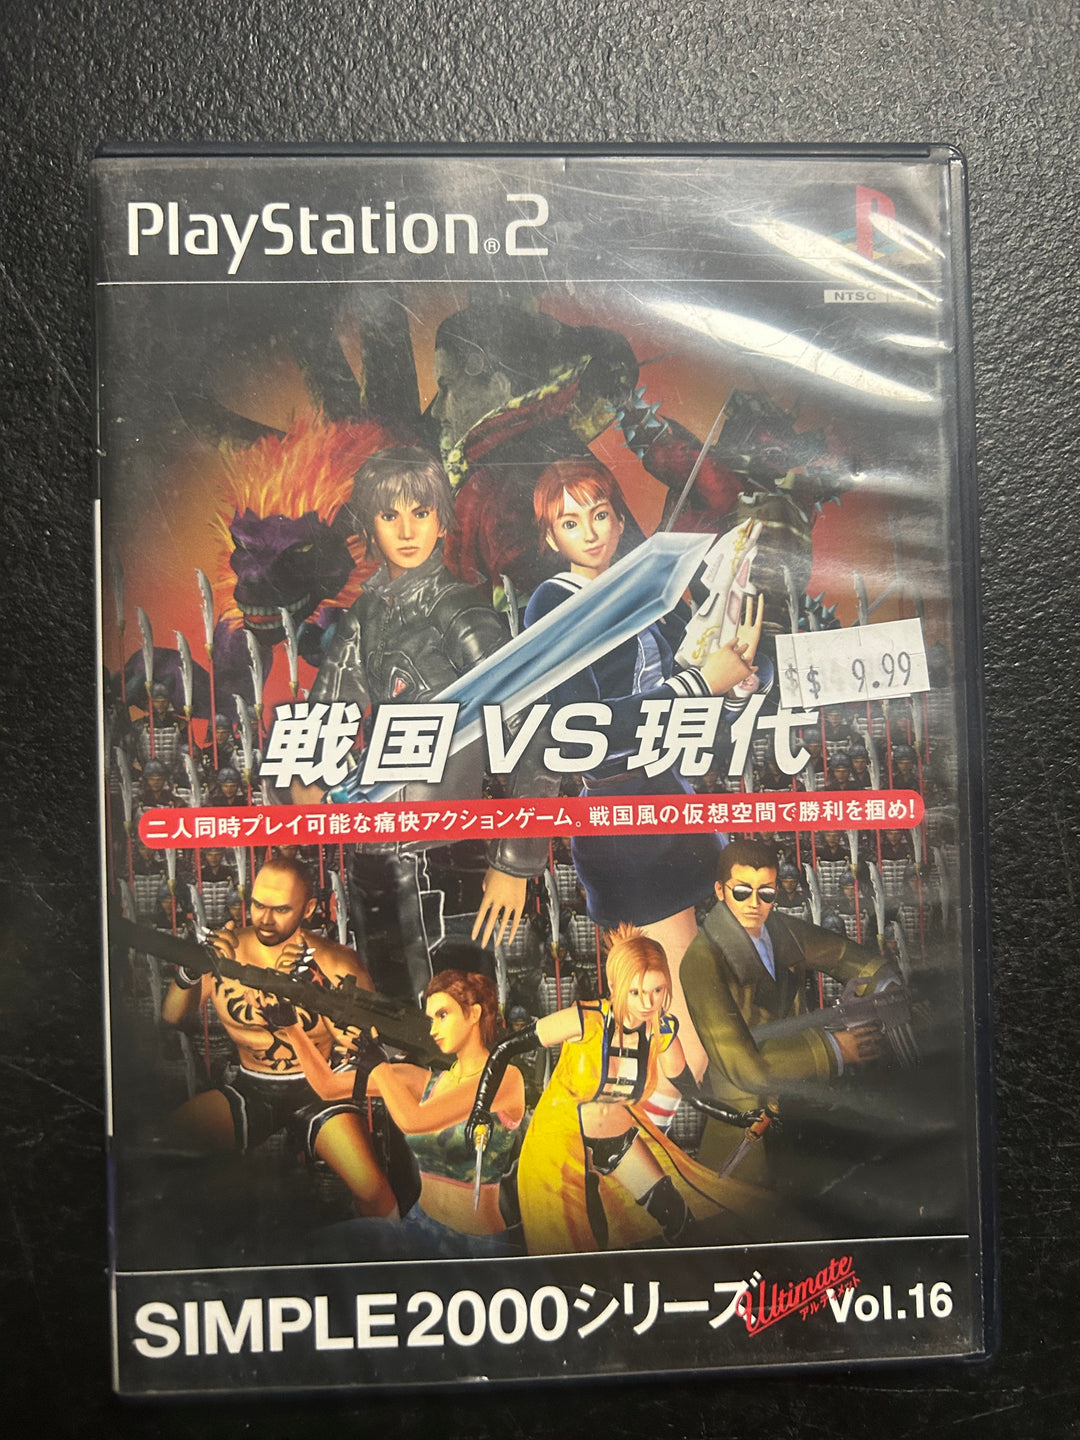 PlayStation®2
NTSC
$ $ 9.99
戦国 VS 現代
二人同時プレイ可能な痛快アクションゲーム。戦国風の仮想空間で勝利を掴め!
SIMPLE2000シリーズ Ultimate Vol.16
アルティメット